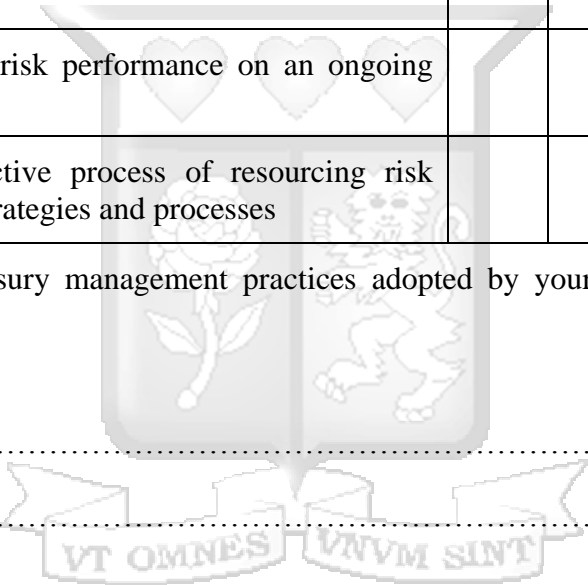 risk performance on an ongoing
ctive process of resourcing risk
rategies and processes
sury management practices adopted by your
VT OMNES VNVM SINT